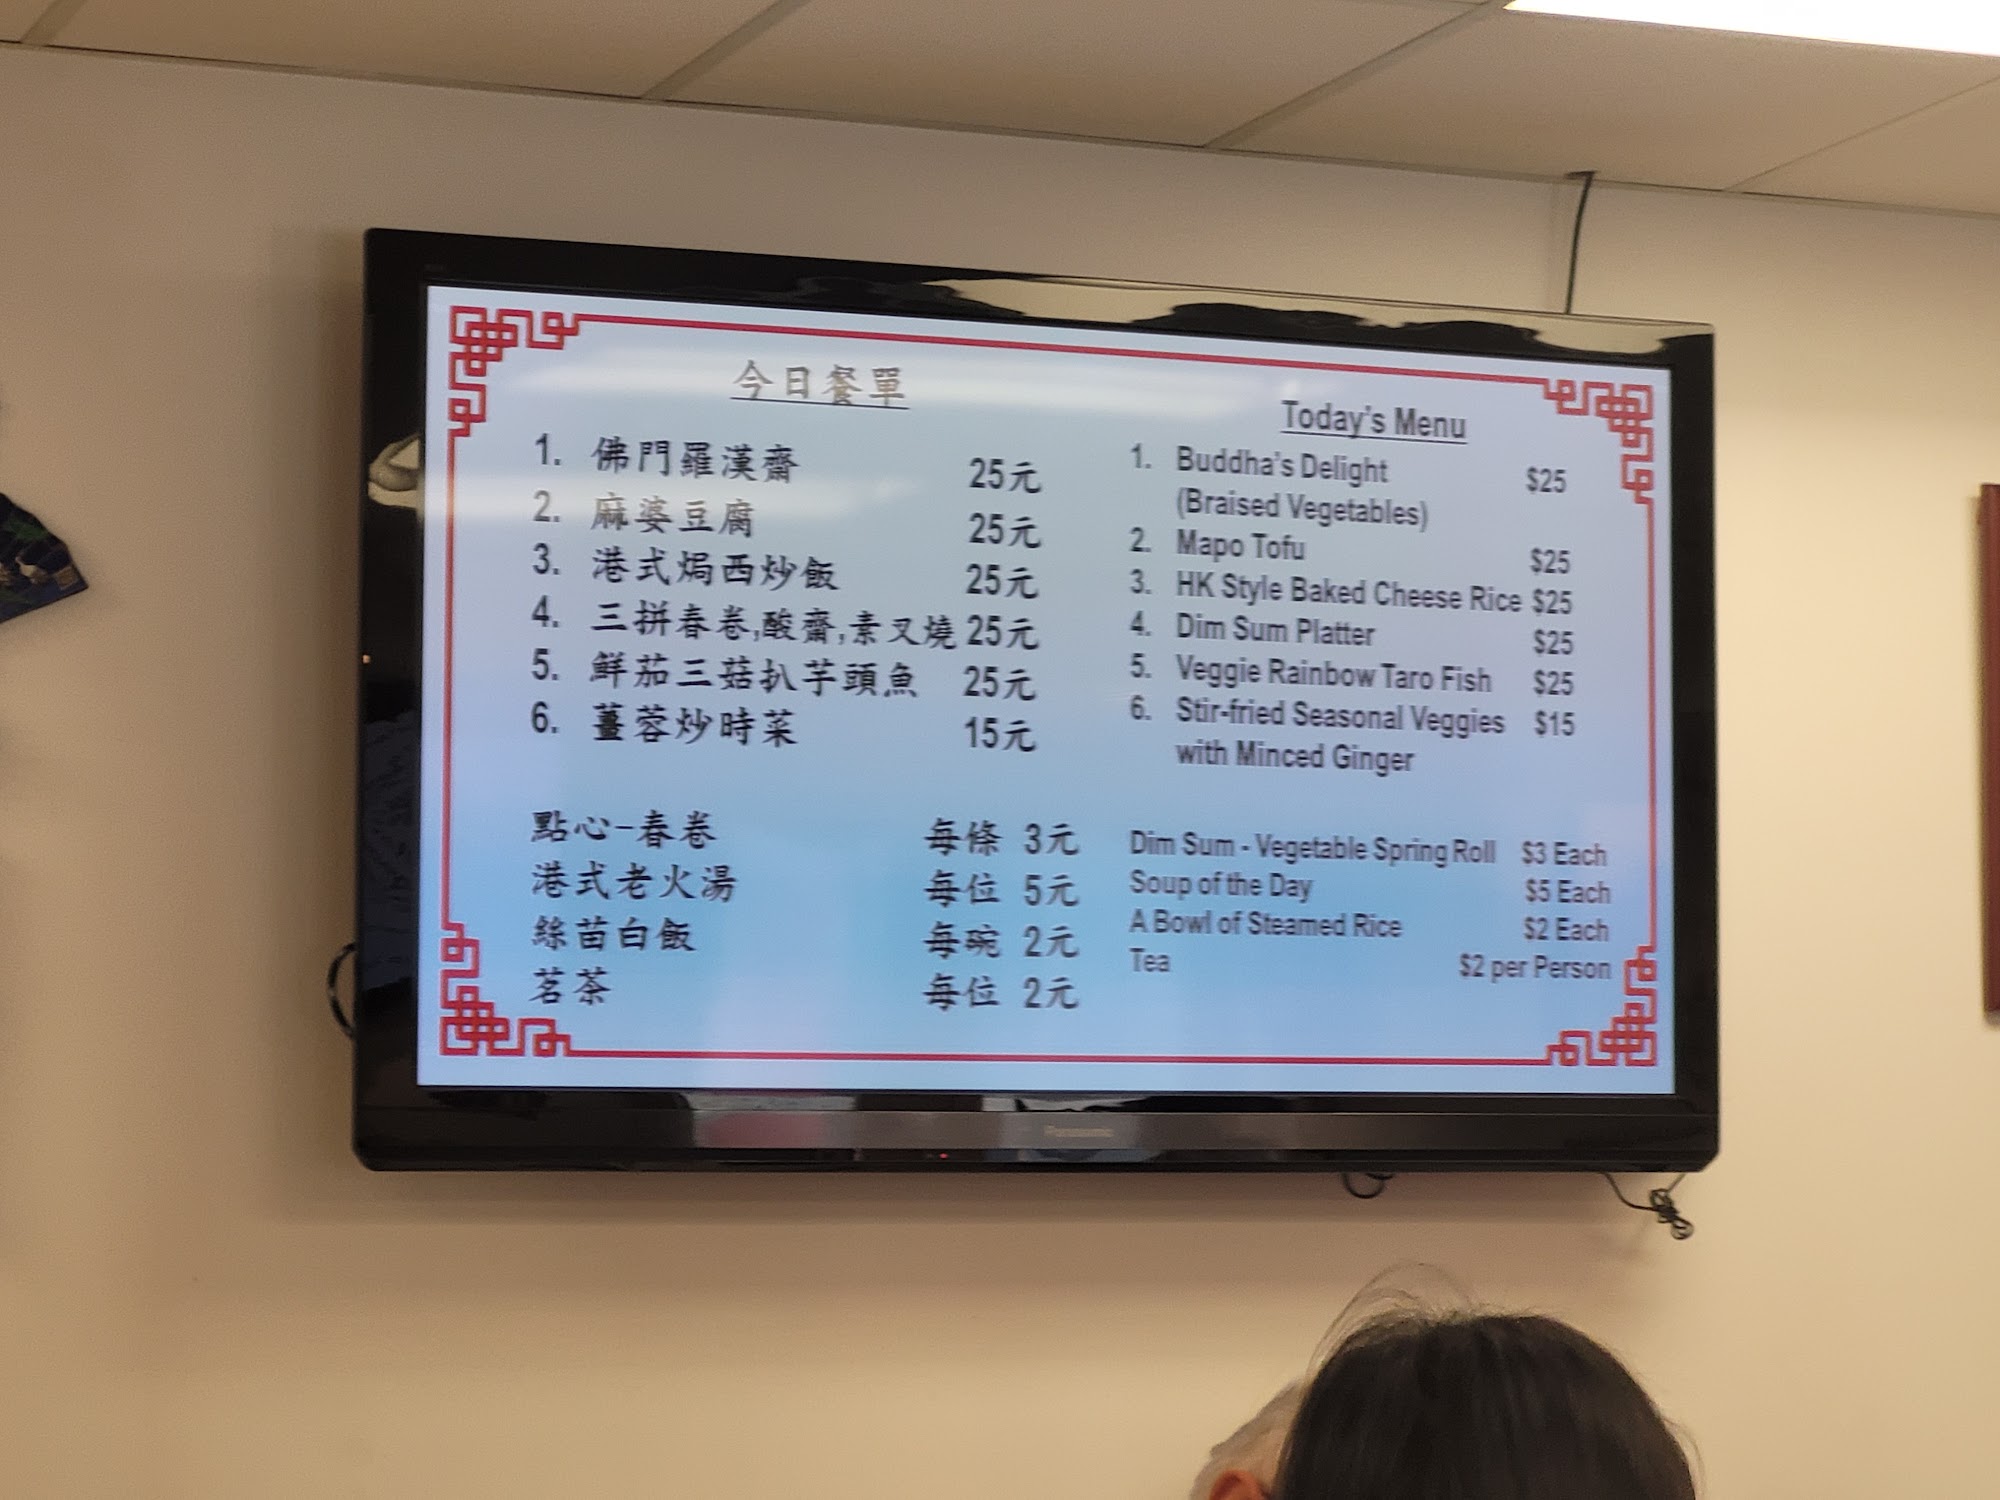 今日餐單
1. 佛門羅漢齋 25元
2. 麻婆豆腐 25元
3. 港式焗西炒飯 25元
4. 三拼春卷,酸齋,素叉燒 25元
5. 鮮茄三菇扒芋頭魚 25元
6. 薑蓉炒時菜 15元
點心-春卷 每條 3元
港式老火湯 每位 5元
絲苗白飯 每碗 2元
茗茶 每位 2元
Today's Menu
1. Buddha's Delight $25
(Braised Vegetables)
2. Mapo Tofu $25
3. HK Style Baked Cheese Rice $25
4. Dim Sum Platter $25
5. Veggie Rainbow Taro Fish $25
6. Stir-fried Seasonal Veggies $15
with Minced Ginger
Dim Sum - Vegetable Spring Roll $3 Each
Soup of the Day $5 Each
A Bowl of Steamed Rice $2 Each
Tea $2 per Person
Panasonic